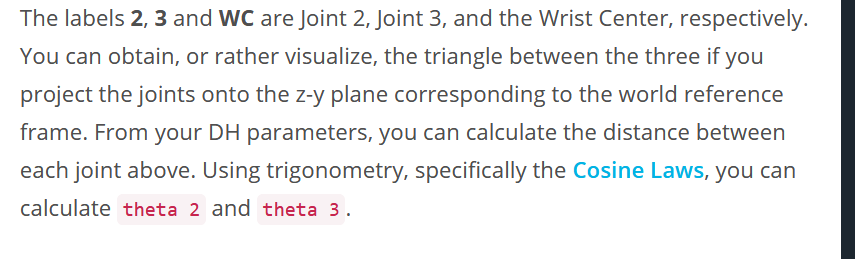 The labels 2, 3 and WC are Joint 2, Joint 3, and the Wrist Center, respectively.
You can obtain, or rather visualize, the triangle between the three if you
project the joints onto the z-y plane corresponding to the world reference
frame. From your DH parameters, you can calculate the distance between
each joint above. Using trigonometry, specifically the Cosine Laws, you can
calculate theta 2 and theta 3.